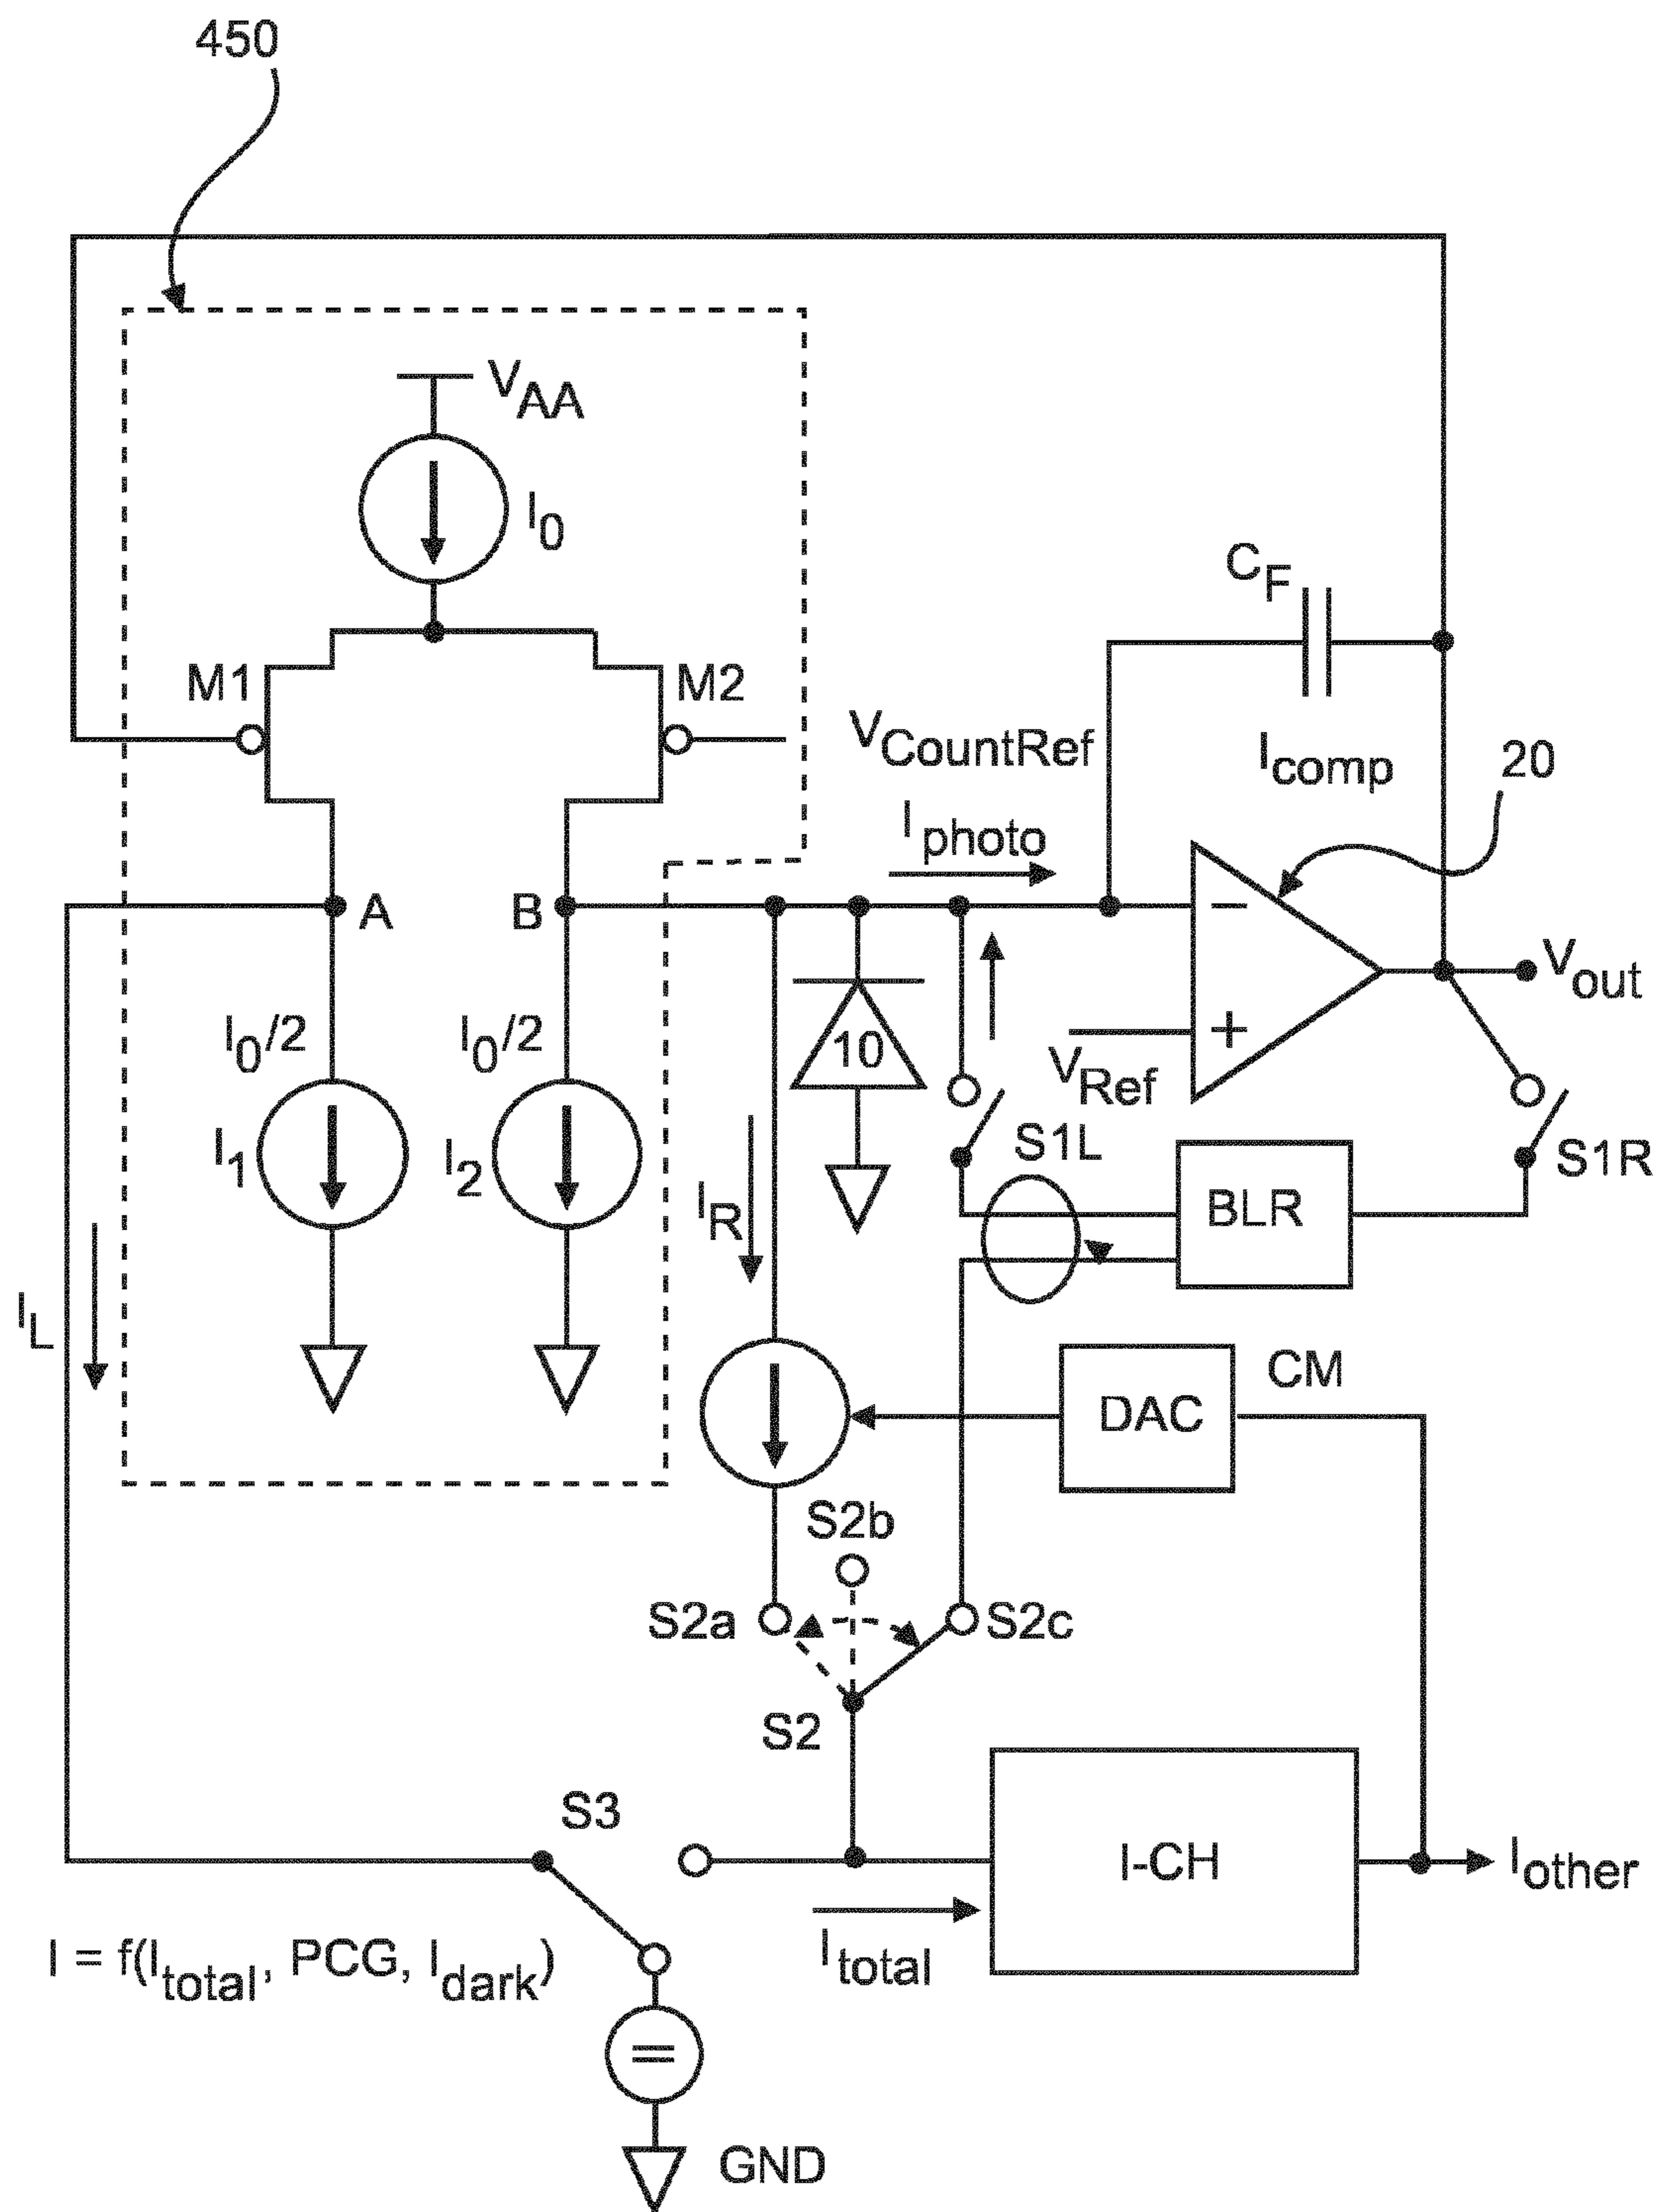 450
VAA
I0
CF
M1
M2
VCountRef
Icomp
20
Iphoto
A
B
−
Vout
I0/2
I0/2
10
+
VRef
I1
I2
S1L
S1R
IR
BLR
IL
CM
DAC
S2b
S2a
S2c
S2
S3
I-CH
Iother
I = f(Itotal, PCG, Idark)
Itotal
=
GND